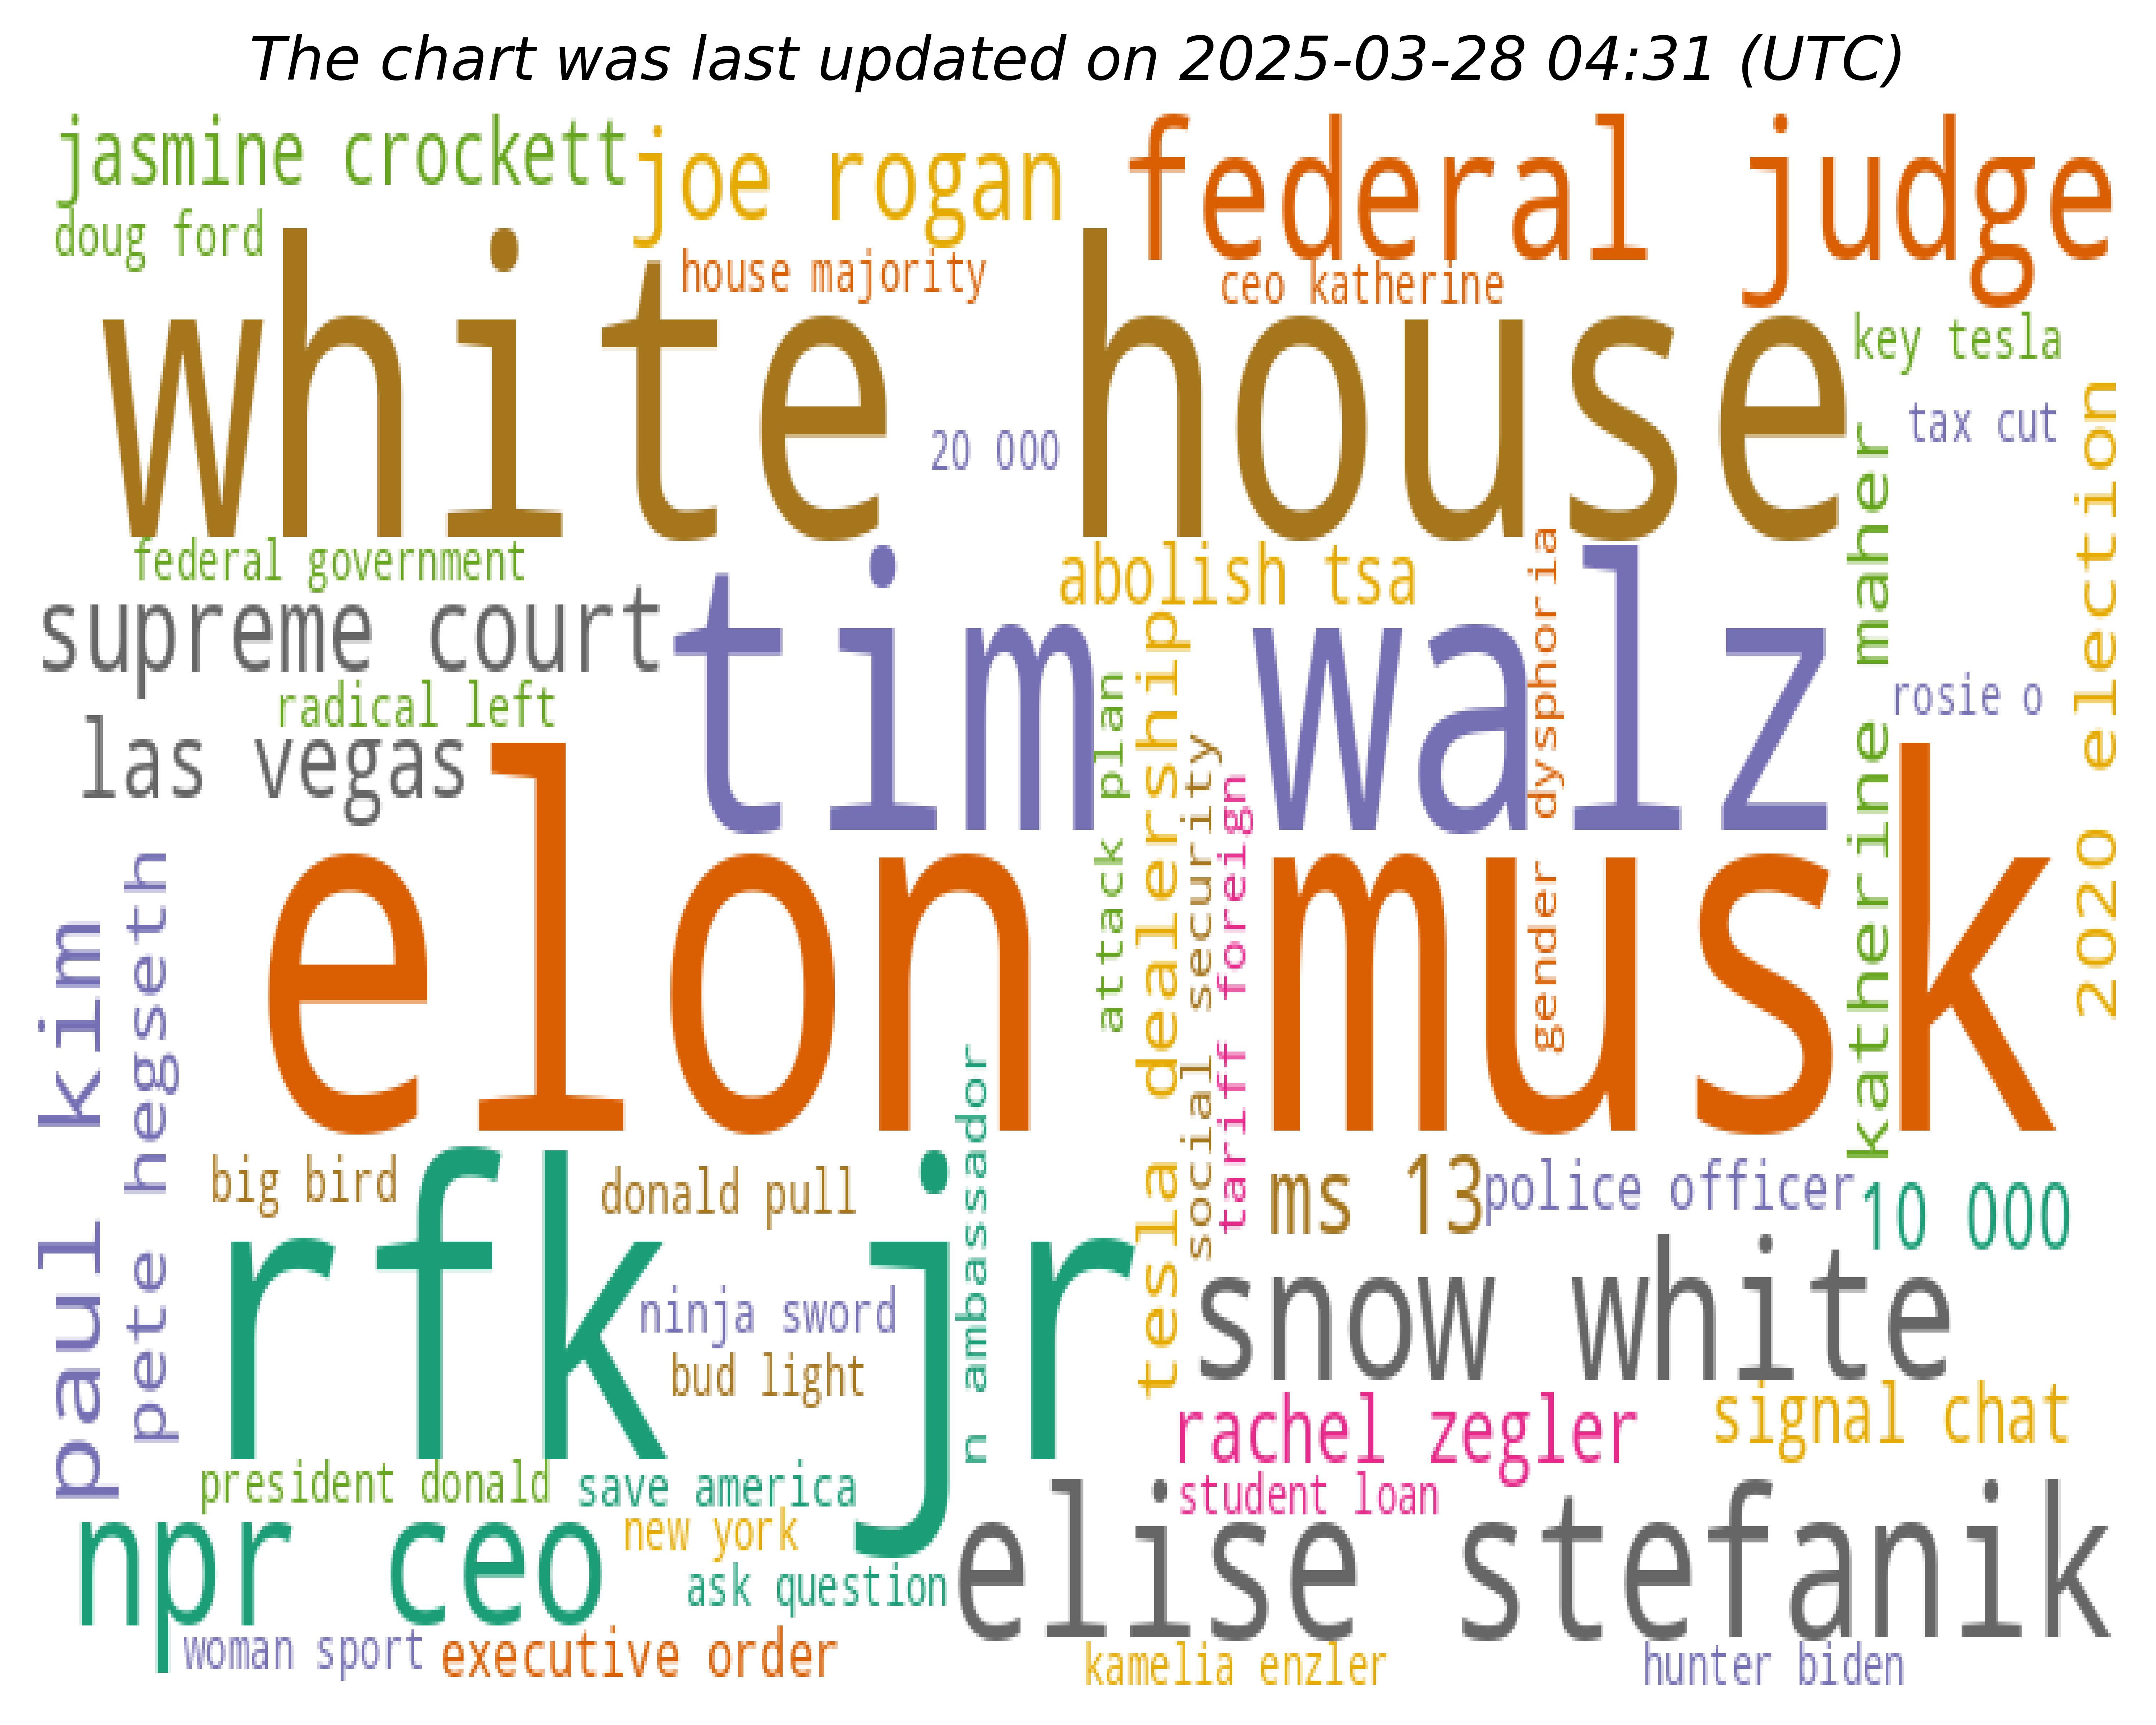 The chart was last updated on 2025-03-28 04:31 (UTC)
jasmine crockett
joe rogan
federal judge
doug ford
house majority
ceo katherine
white house
key tesla
tax cut
20 000
2020 election
katherine maher
federal government
abolish tsa
gender dysphoria
supreme court
tim walz
radical left
rosie o
las vegas
attack plan
tesla dealership
social security
tariff foreign
elon musk
paul kim
pete hegseth
n ambassador
big bird
donald pull
ms 13
police officer
10 000
rfk jr
ninja sword
bud light
snow white
rachel zegler
signal chat
president donald
save america
student loan
npr ceo
new york
ask question
elise stefanik
woman sport
executive order
kamelia enzler
hunter biden